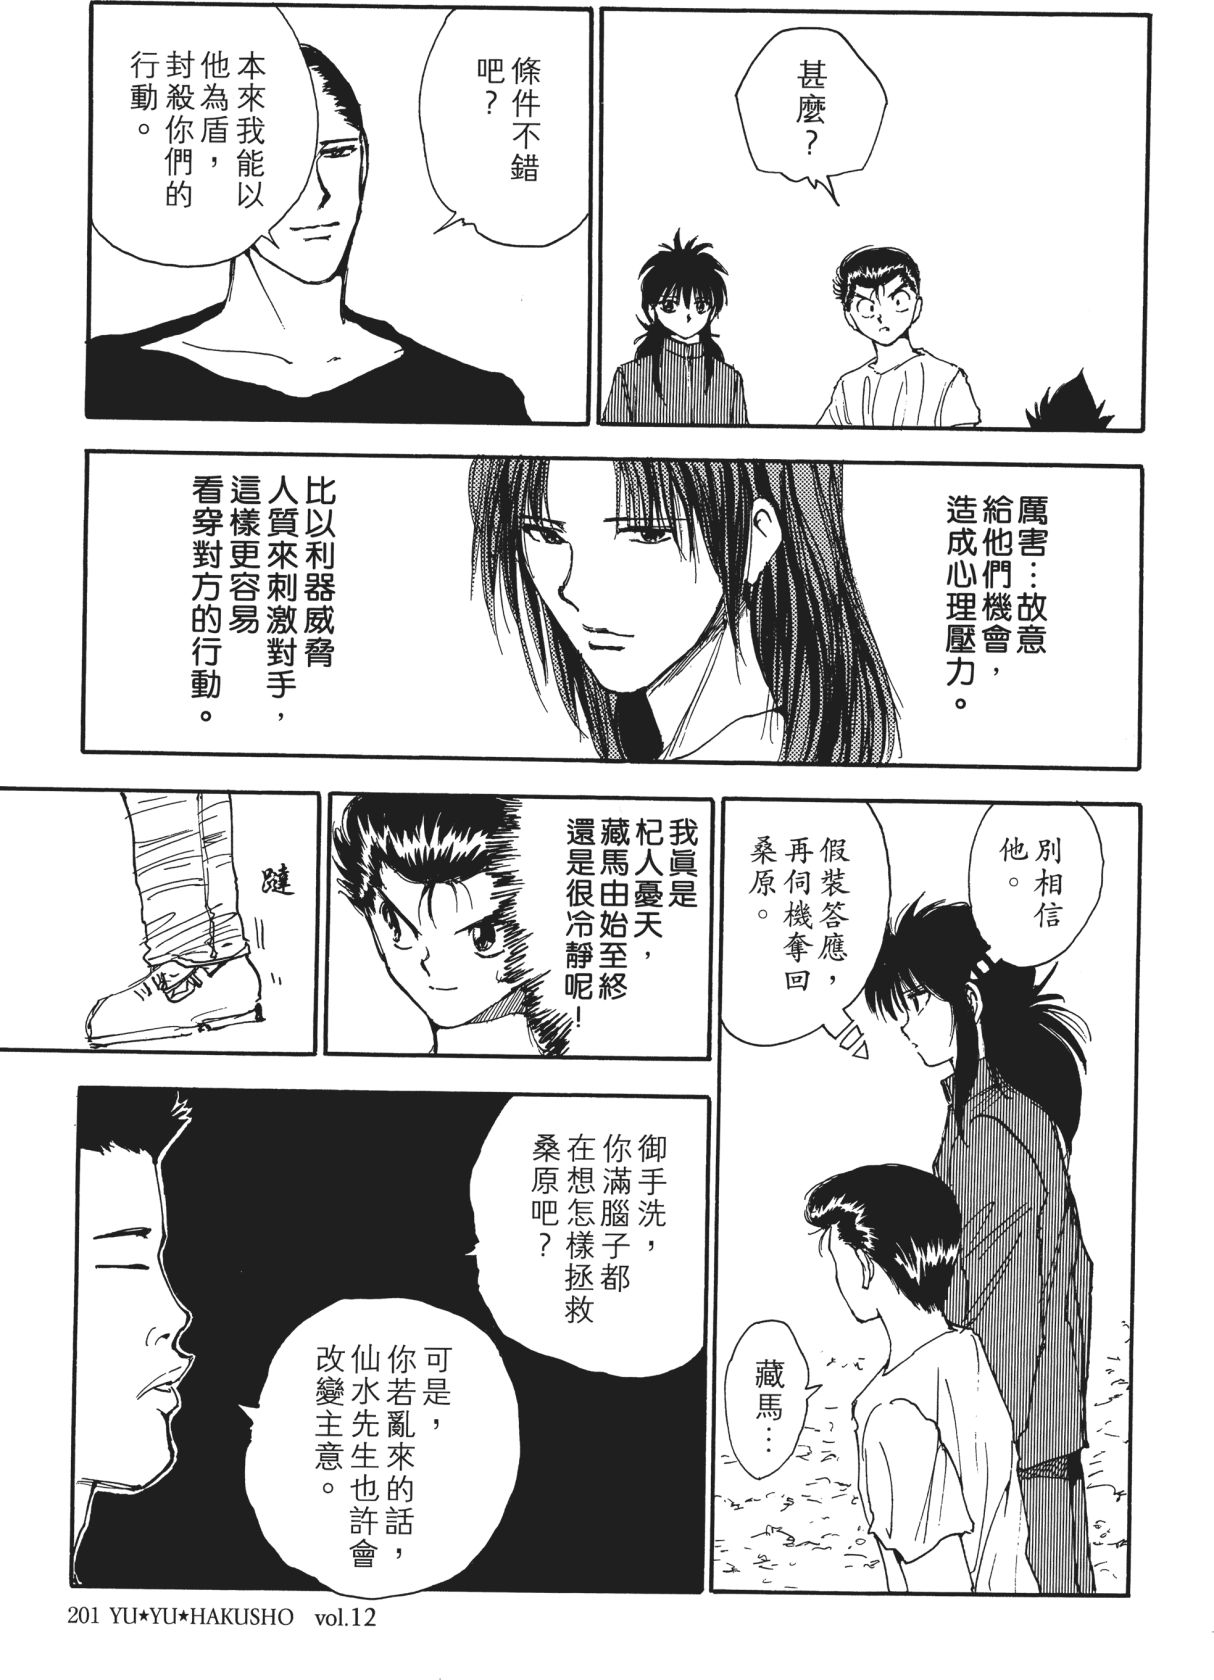 甚麼?
條件不錯
吧?
本來我能以
他為盾,
封殺你們的
行動。
厲害…故意
給他們機會,
造成心理壓力。
比以利器威脅
人質來刺激對手,
這樣更容易
看穿對方的行動。
別相信
他。
假裝答應,
再伺機奪回
桑原。
藏馬…
我真是
杞人憂天,
藏馬由始至終
還是很冷靜呢!
躂
御手洗,
你滿腦子都
在想怎樣拯救
桑原吧?
可是,
你若亂來的話,
仙水先生也許會
改變主意。
201 YU★YU★HAKUSHO vol.12